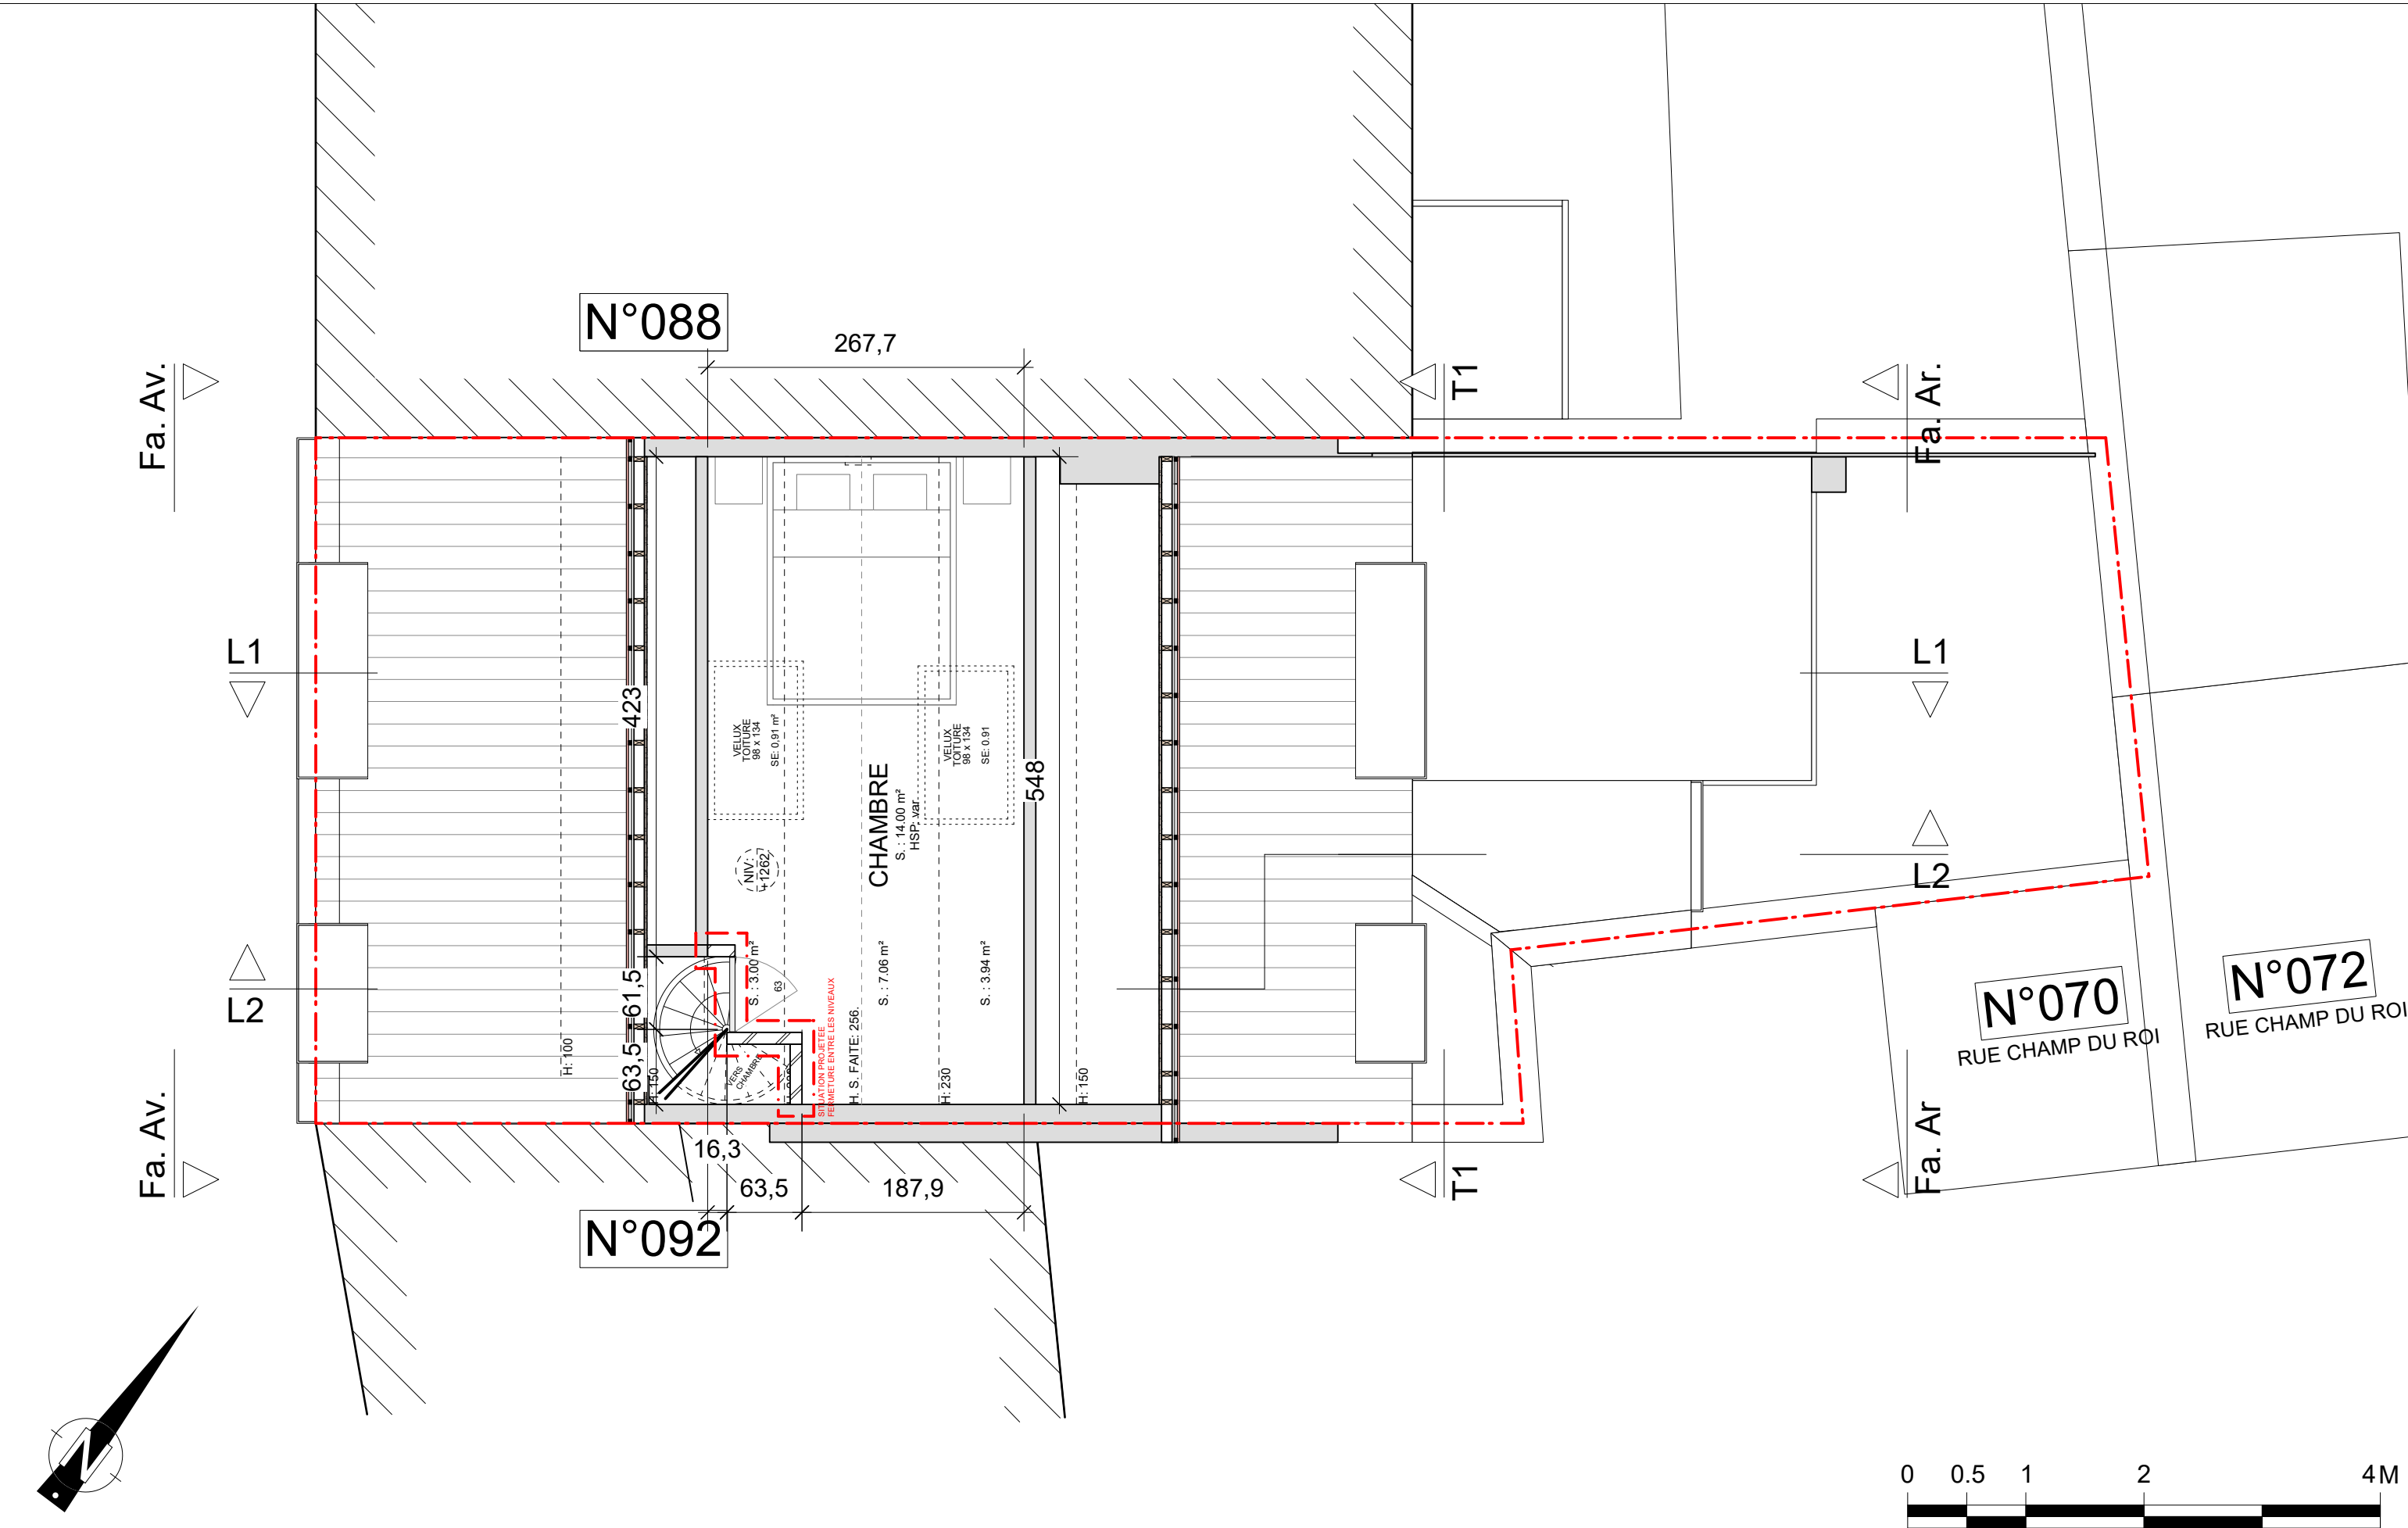 N°088
267,7
Fa. Av.
T1
Fa. Ar.
L1
L1
423
VELUX
TOITURE
98 x 134
SE: 0,91 m²
VELUX
TOITURE
98 x 134
SE: 0.91
548
CHAMBRE
S. : 14.00 m²
HSP: var.
NIV:
+1262
L2
L2
S. : 3.00 m²
63
S. : 7.06 m²
S. : 3.94 m²
61,5
63,5
H: 100
H: 150
VERS
CHAMBRE
SITUATION PROJETEE
FERMETURE ENTRE LES NIVEAUX
H. S. FAITE: 256.
H: 230
H: 150
N°070
RUE CHAMP DU ROI
N°072
RUE CHAMP DU ROI
Fa. Av.
16,3
63,5
187,9
T1
Fa. Ar
N°092
N
0 0.5 1 2 4M